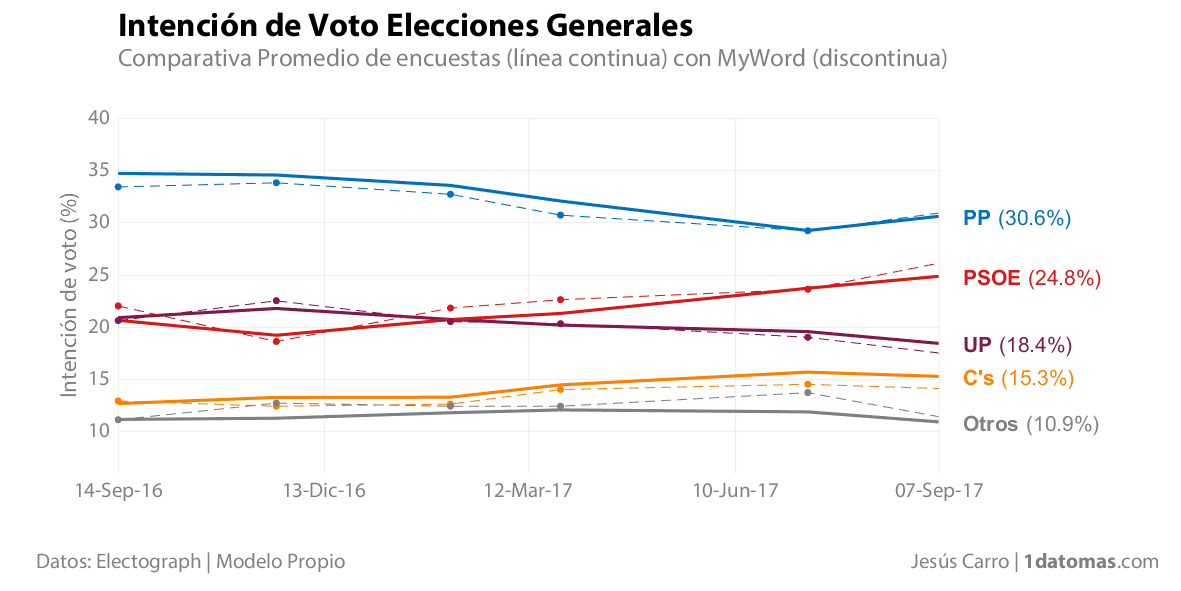 Intención de Voto Elecciones Generales
Comparativa Promedio de encuestas (línea continua) con MyWord (discontinua)
Intención de voto (%)
40
35
30
25
20
15
10
PP (30.6%)
PSOE (24.8%)
UP (18.4%)
C's (15.3%)
Otros (10.9%)
14-Sep-16 13-Dic-16 12-Mar-17 10-Jun-17 07-Sep-17
Datos: Electograph | Modelo Propio
Jesús Carro | 1datomas.com